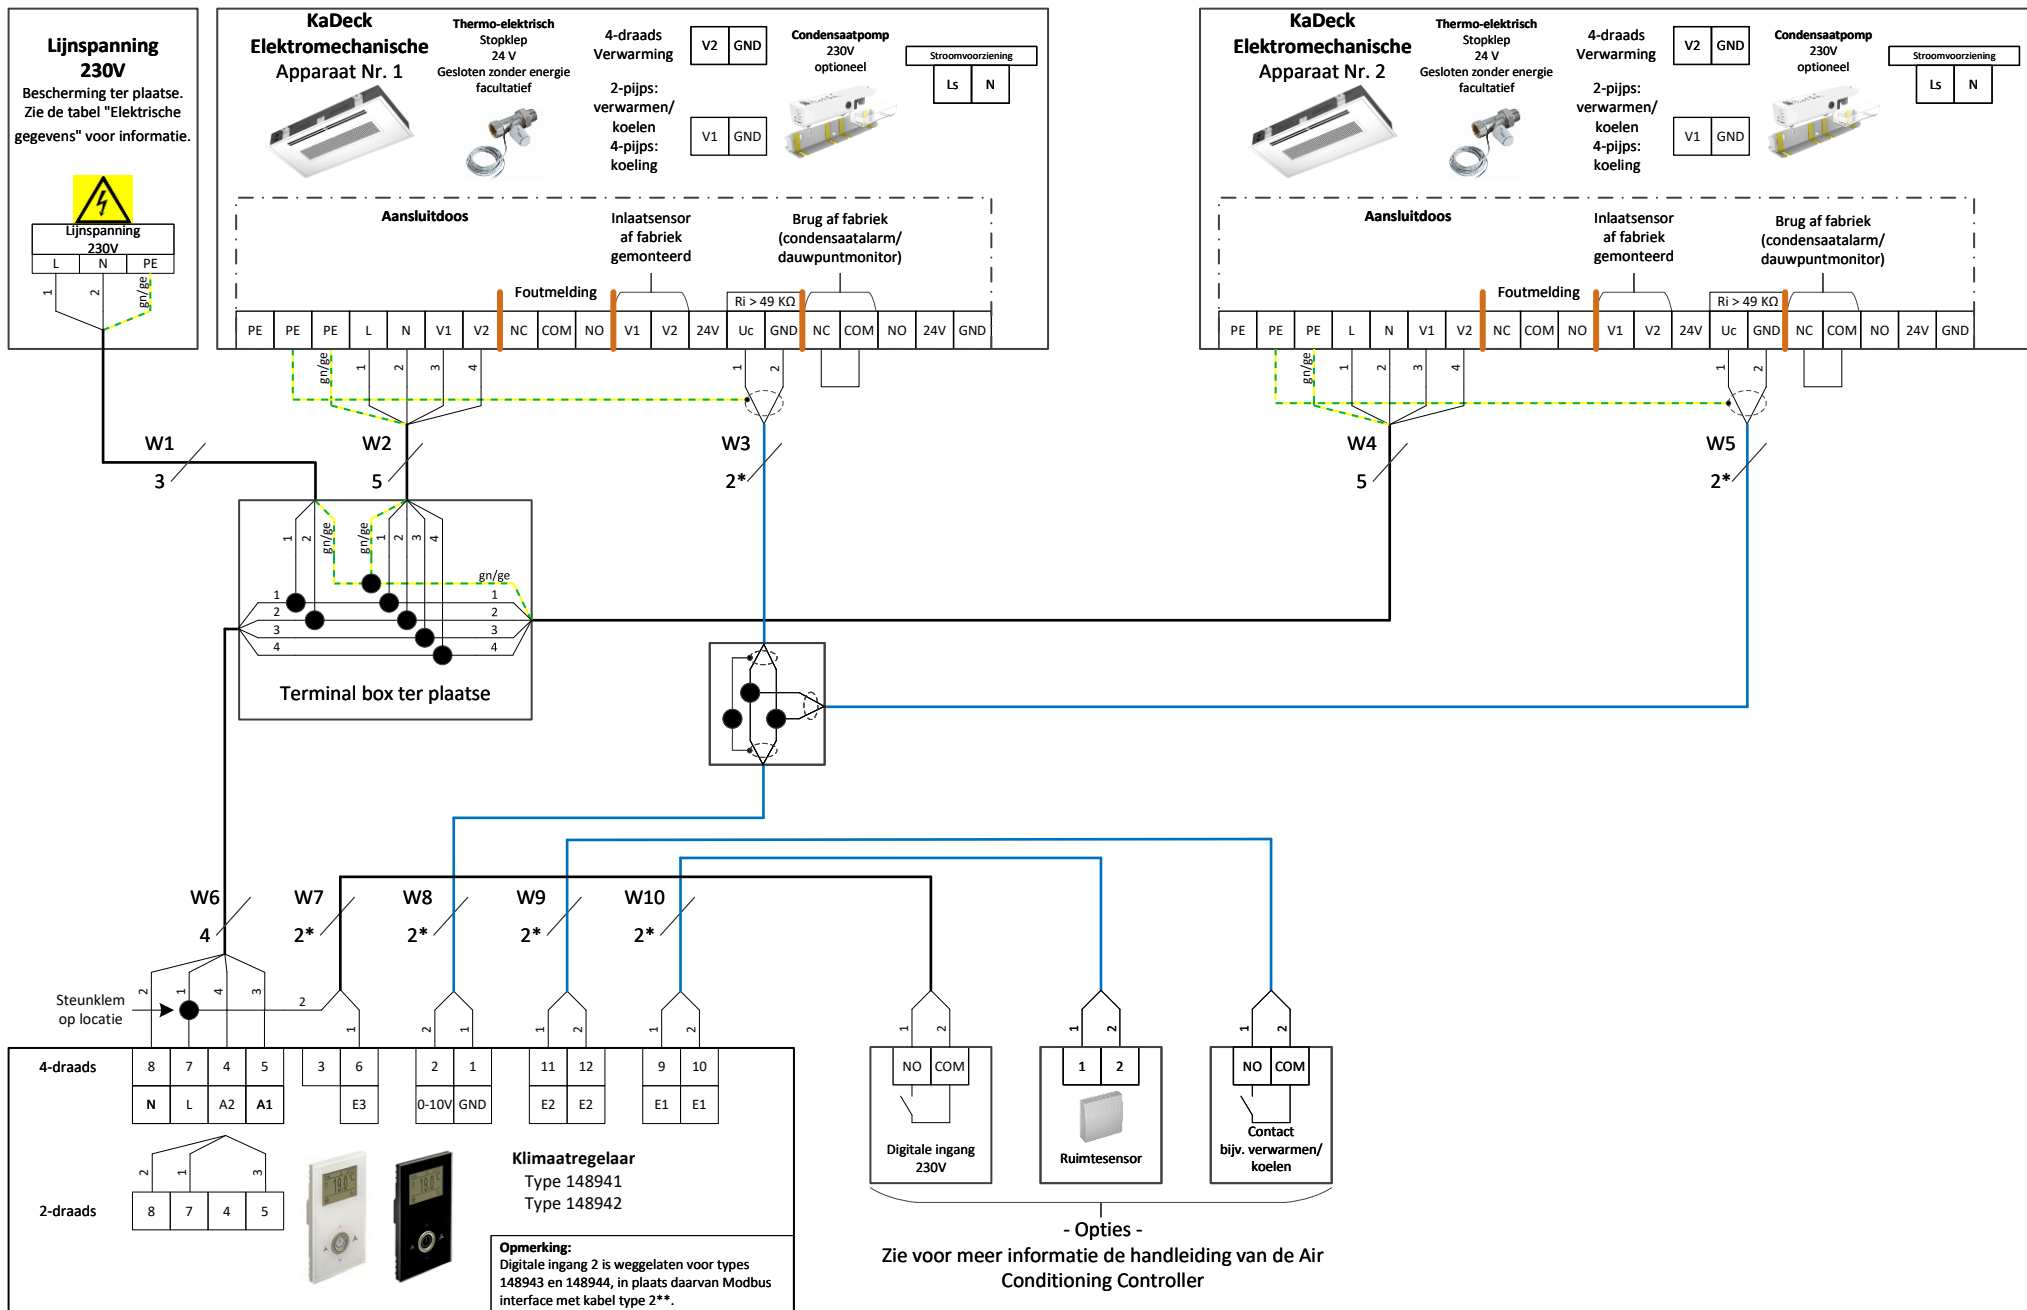 Lijnspanning
230V
Bescherming ter plaatse.
Zie de tabel "Elektrische
gegevens" voor informatie.
Lijnspanning
230V
L N PE
1 2 gn/ge
KaDeck
Elektromechanische
Apparaat Nr. 1
Thermo-elektrisch
Stopklep
24 V
Gesloten zonder energie
facultatief
4-draads
Verwarming
V2 GND
2-pijps:
verwarmen/
koelen
4-pijps:
koeling
V1 GND
Condensaatpomp
230V
optioneel
Stroomvoorziening
Ls N
Aansluitdoos
Inlaatsensor
af fabriek
gemonteerd
Brug af fabriek
(condensaatalarm/
dauwpuntmonitor)
Foutmelding
Ri > 49 KΩ
PE PE PE L N V1 V2 NC COM NO V1 V2 24V Uc GND NC COM NO 24V GND
gn/ge 1 2 3 4 1 2
KaDeck
Elektromechanische
Apparaat Nr. 2
Thermo-elektrisch
Stopklep
24 V
Gesloten zonder energie
facultatief
4-draads
Verwarming
V2 GND
2-pijps:
verwarmen/
koelen
4-pijps:
koeling
V1 GND
Condensaatpomp
230V
optioneel
Stroomvoorziening
Ls N
Aansluitdoos
Inlaatsensor
af fabriek
gemonteerd
Brug af fabriek
(condensaatalarm/
dauwpuntmonitor)
Foutmelding
Ri > 49 KΩ
PE PE PE L N V1 V2 NC COM NO V1 V2 24V Uc GND NC COM NO 24V GND
gn/ge 1 2 3 4 1 2
W1 W2 W3 W4 W5
3 5 2* 5 2*
1 2 gn/ge gn/ge 1 2 3 4
gn/ge
1 1
2 2
3 3
4 4
Terminal box ter plaatse
W6 W7 W8 W9 W10
4 2* 2* 2* 2*
Steunklem
op locatie
2 1 4 3 2 1 2 1 1 2 1 2
4-draads
8 7 4 5 3 6 2 1 11 12 9 10
N L A2 A1 E3 0-10V GND E2 E2 E1 E1
2 1 3
2-draads
8 7 4 5
Klimaatregelaar
Type 148941
Type 148942
Opmerking:
Digitale ingang 2 is weggelaten voor types
148943 en 148944, in plaats daarvan Modbus
interface met kabel type 2**.
1 2
NO COM
Digitale ingang
230V
1 2
1 2
Ruimtesensor
1 2
NO COM
Contact
bijv. verwarmen/
koelen
- Opties -
Zie voor meer informatie de handleiding van de Air
Conditioning Controller